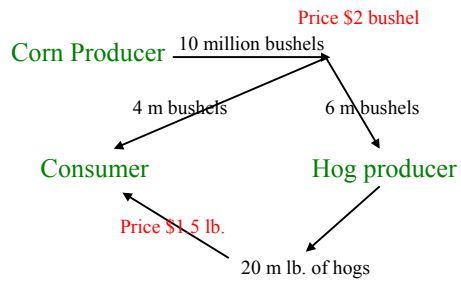 Price $2 bushel
10 million bushels
Corn Producer
4 m bushels
6 m bushels
Consumer
Hog producer
Price $1.5 lb.
20 m lb. of hogs